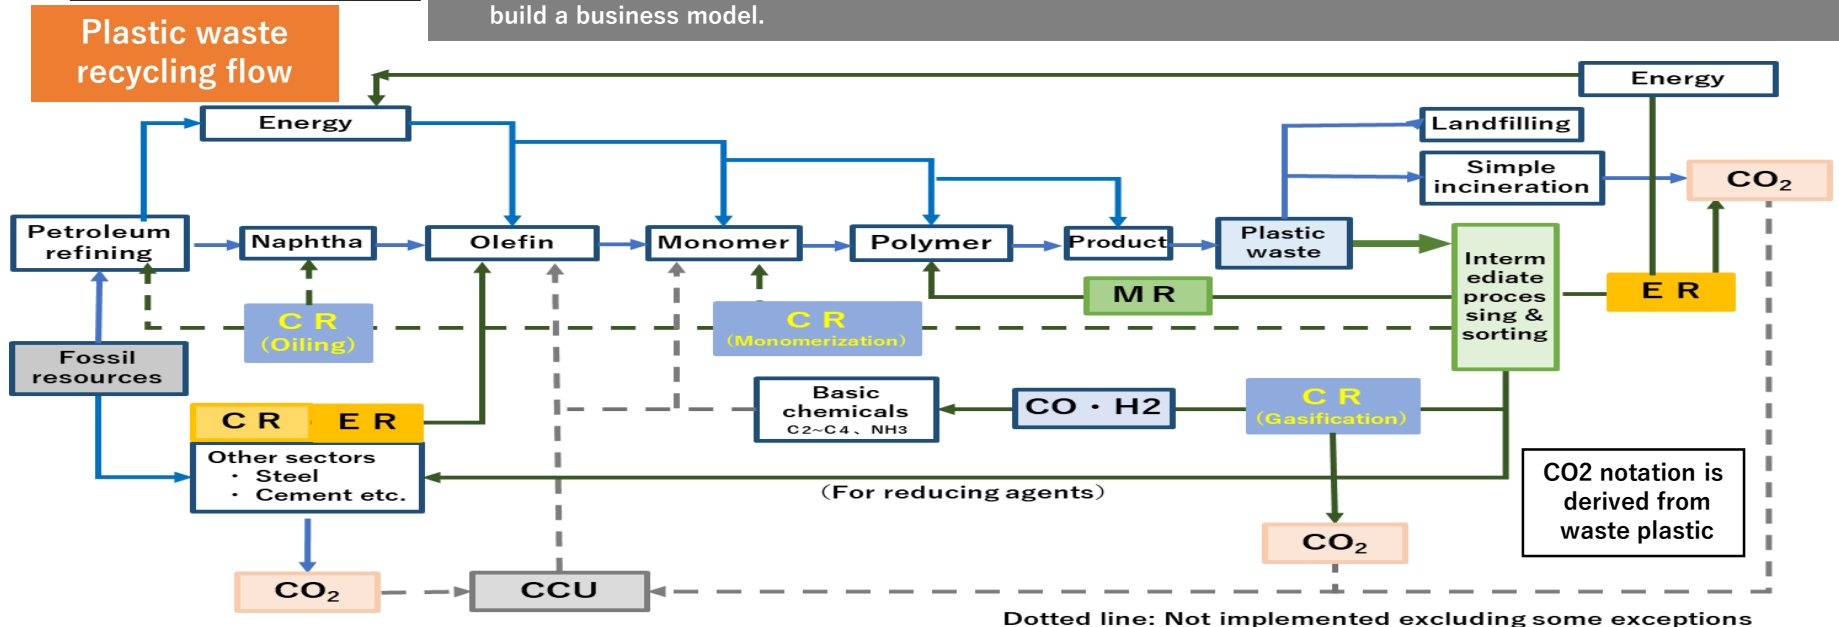 build a business model.
Plastic waste
recycling flow
Energy
Energy
Landfilling
Simple
incineration
CO₂
Petroleum
refining
Naphtha
Olefin
Monomer
Polymer
Product
Plastic
waste
Interm
ediate
proces
sing &
sorting
M R
E R
C R
(Oiling)
C R
(Monomerization)
Fossil
resources
Basic
chemicals
C2~C4、NH3
CO・H2
C R
(Gasification)
C R
E R
Other sectors
・ Steel
・ Cement etc.
(For reducing agents)
CO2 notation is
derived from
waste plastic
CO₂
CO₂
CCU
Dotted line: Not implemented excluding some exceptions